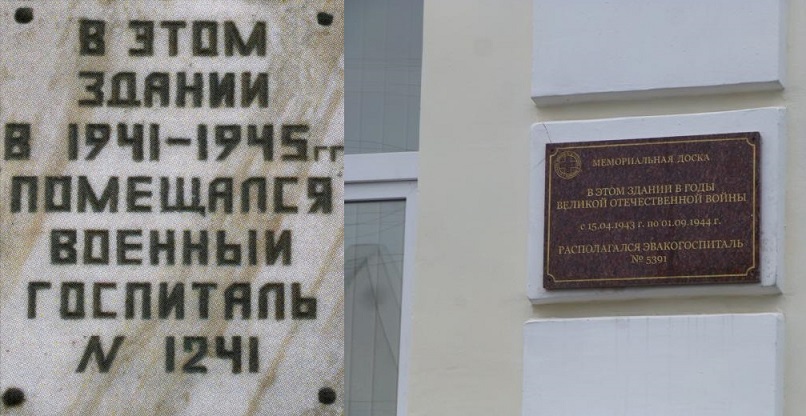 В ЭТОМ
ЗДАНИИ
В 1941-1945гг
ПОМЕЩАЛСЯ
ВОЕННЫЙ
ГОСПИТАЛЬ
N 1241
МЕМОРИАЛЬНАЯ ДОСКА
В ЭТОМ ЗДАНИИ В ГОДЫ
ВЕЛИКОЙ ОТЕЧЕСТВЕННОЙ ВОЙНЫ
с 15.04.1943 г. по 01.09.1944 г.
РАСПОЛАГАЛСЯ ЭВАКОГОСПИТАЛЬ
№ 5391